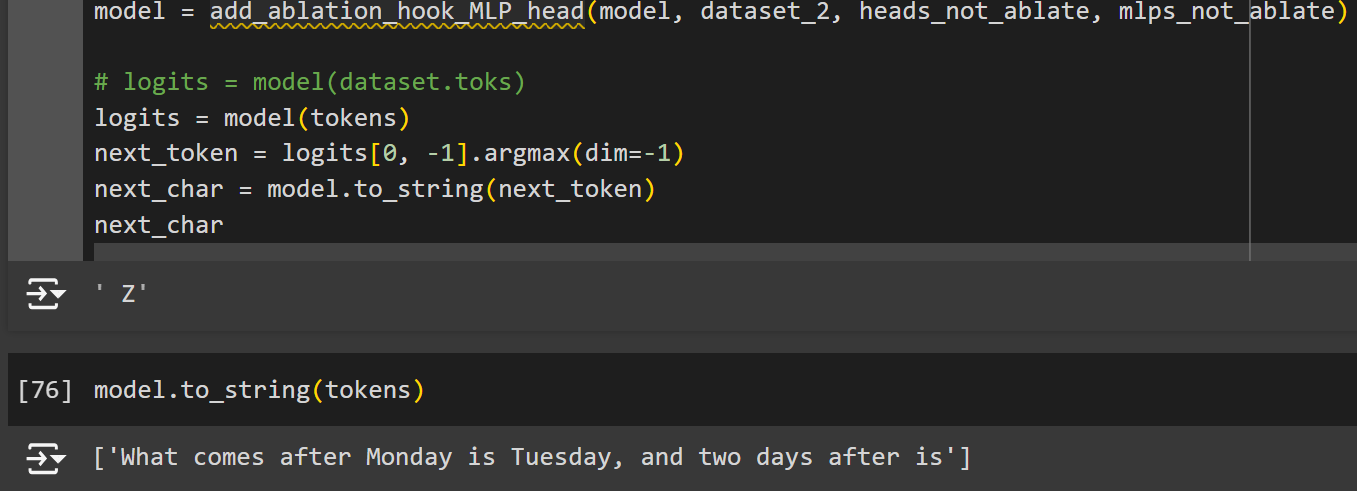 model = add_ablation_hook_MLP_head(model, dataset_2, heads_not_ablate, mlps_not_ablate)
# logits = model(dataset.toks)
logits = model(tokens)
next_token = logits[0, -1].argmax(dim=-1)
next_char = model.to_string(next_token)
next_char
' Z'
[76] model.to_string(tokens)
['What comes after Monday is Tuesday, and two days after is']